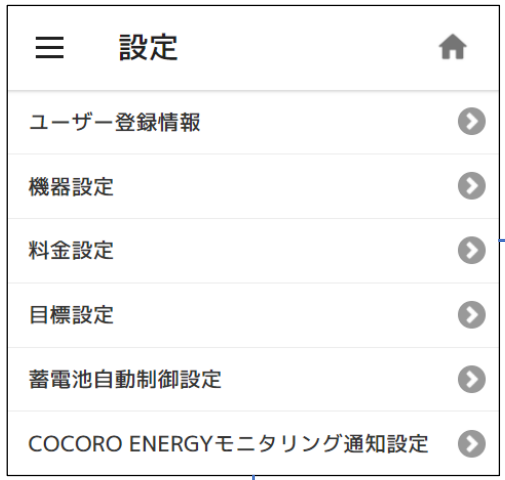 設定
ユーザー登録情報
機器設定
料金設定
目標設定
蓄電池自動制御設定
COCORO ENERGYモニタリング通知設定